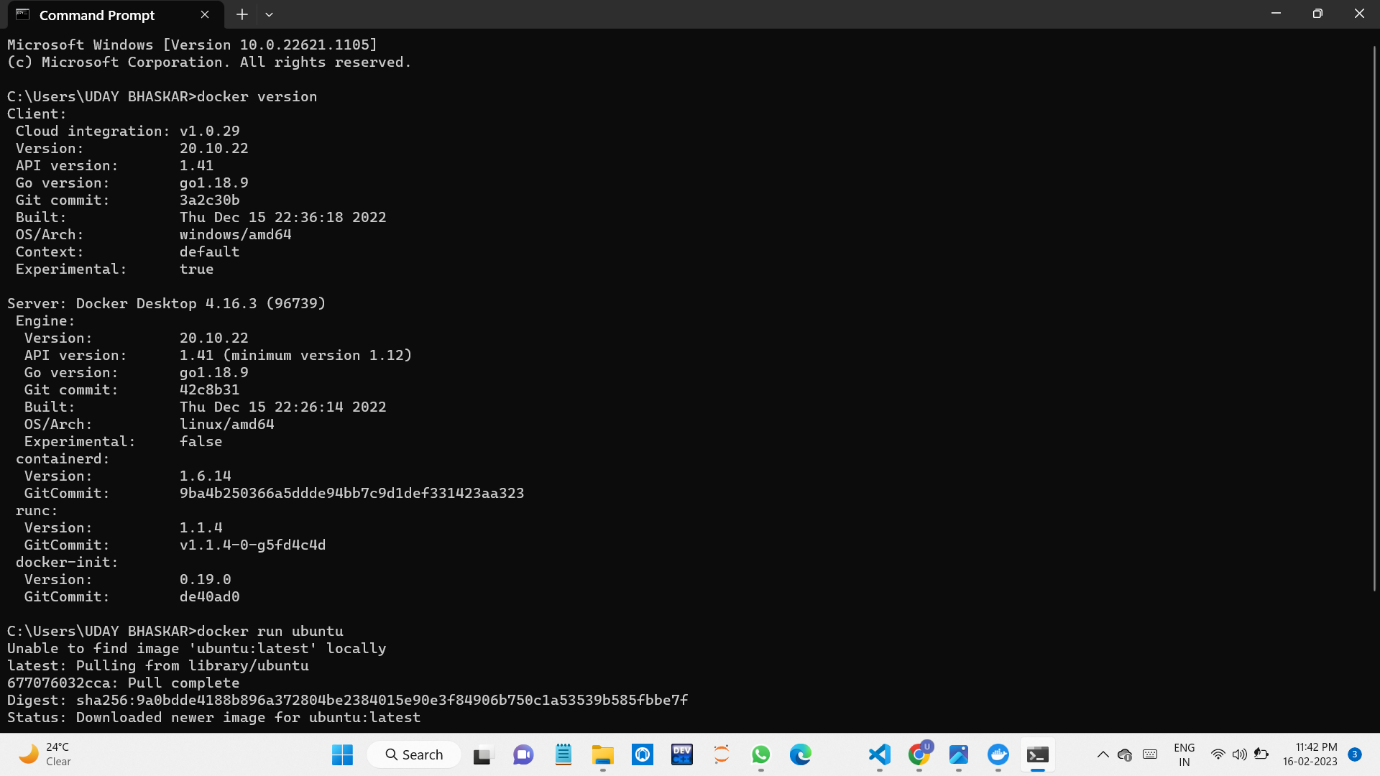 Command Prompt
Microsoft Windows [Version 10.0.22621.1105]
(c) Microsoft Corporation. All rights reserved.
C:\Users\UDAY BHASKAR>docker version
Client:
Cloud integration: v1.0.29
Version: 20.10.22
API version: 1.41
Go version: go1.18.9
Git commit: 3a2c30b
Built: Thu Dec 15 22:36:18 2022
OS/Arch: windows/amd64
Context: default
Experimental: true
Server: Docker Desktop 4.16.3 (96739)
Engine:
Version: 20.10.22
API version: 1.41 (minimum version 1.12)
Go version: go1.18.9
Git commit: 42c8b31
Built: Thu Dec 15 22:26:14 2022
OS/Arch: linux/amd64
Experimental: false
containerd:
Version: 1.6.14
GitCommit: 9ba4b250366a5ddde94bb7c9d1def331423aa323
runc:
Version: 1.1.4
GitCommit: v1.1.4-0-g5fd4c4d
docker-init:
Version: 0.19.0
GitCommit: de40ad0
C:\Users\UDAY BHASKAR>docker run ubuntu
Unable to find image 'ubuntu:latest' locally
latest: Pulling from library/ubuntu
677076032cca: Pull complete
Digest: sha256:9a0bdde4188b896a372804be2384015e90e3f84906b750c1a53539b585fbbe7f
Status: Downloaded newer image for ubuntu:latest
24°C
Clear
Search
DEV
U
ENG
IN
11:42 PM
16-02-2023
3